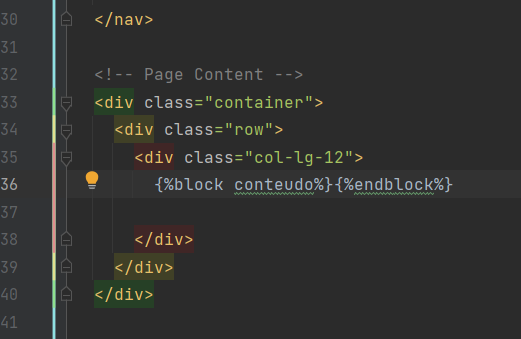 30 </nav>
31
32 <!-- Page Content -->
33 <div class="container">
34 <div class="row">
35 <div class="col-lg-12">
36 {%block conteudo%}{%endblock%}
37
38 </div>
39 </div>
40 </div>
41